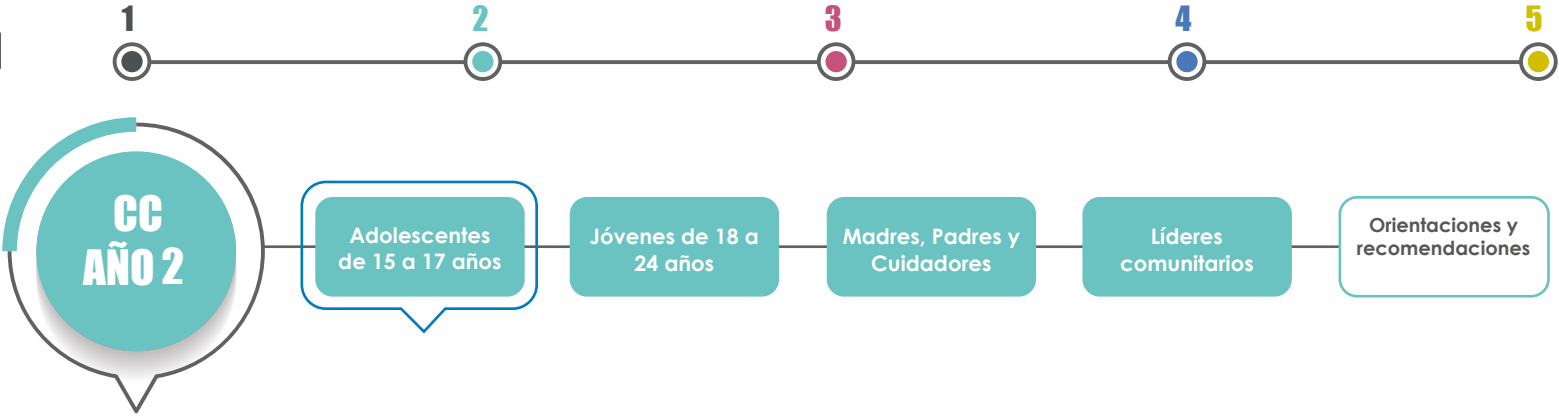 1
2
3
4
5
CC
AÑO 2
Adolescentes
de 15 a 17 años
Jóvenes de 18 a
24 años
Madres, Padres y
Cuidadores
Líderes
comunitarios
Orientaciones y
recomendaciones